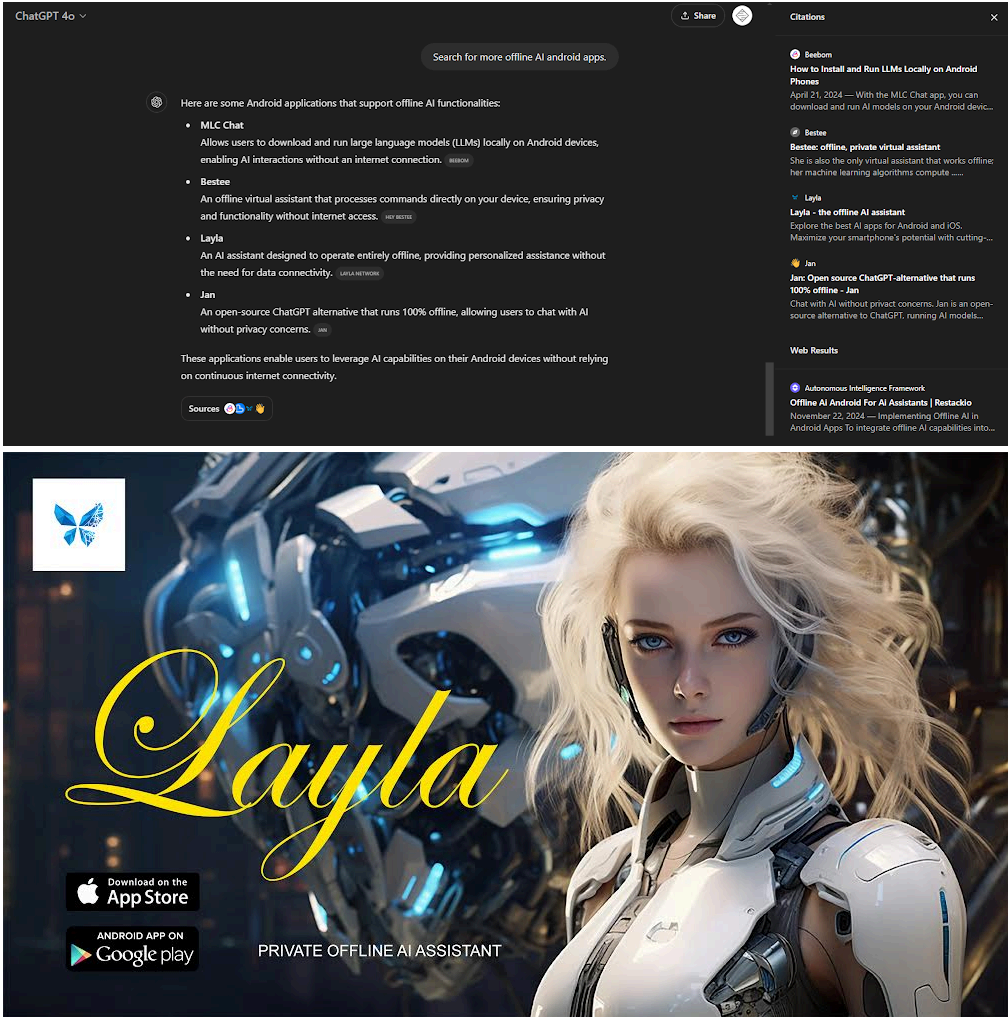 ChatGPT 4o
Share
Search for more offline AI android apps.
Here are some Android applications that support offline AI functionalities:
MLC Chat
Allows users to download and run large language models (LLMs) locally on Android devices,
enabling AI interactions without an internet connection. BEEBOM
Bestee
An offline virtual assistant that processes commands directly on your device, ensuring privacy
and functionality without internet access. HEY BESTEE
Layla
An AI assistant designed to operate entirely offline, providing personalized assistance without
the need for data connectivity. LAYLA NETWORK
Jan
An open-source ChatGPT alternative that runs 100% offline, allowing users to chat with AI
without privacy concerns. JAN
These applications enable users to leverage AI capabilities on their Android devices without relying
on continuous internet connectivity.
Sources
Citations
Beebom
How to Install and Run LLMs Locally on Android
Phones
April 21, 2024 — With the MLC Chat app, you can
download and run AI models on your Android devic...
Bestee
Bestee: offline, private virtual assistant
She is also the only virtual assistant that works offline:
her machine learning algorithms compute ......
Layla
Layla - the offline AI assistant
Explore the best AI apps for Android and iOS.
Maximize your smartphone's potential with cutting-...
Jan
Jan: Open source ChatGPT-alternative that runs
100% offline - Jan
Chat with AI without privact concerns. Jan is an open-
source alternative to ChatGPT. running AI models...
Web Results
Autonomous Intelligence Framework
Offline AI Android For Ai Assistants | Restackio
November 22, 2024 — Implementing Offline AI in
Android Apps To integrate offline AI capabilities into...
Layla
Download on the
App Store
ANDROID APP ON
Google play
PRIVATE OFFLINE AI ASSISTANT